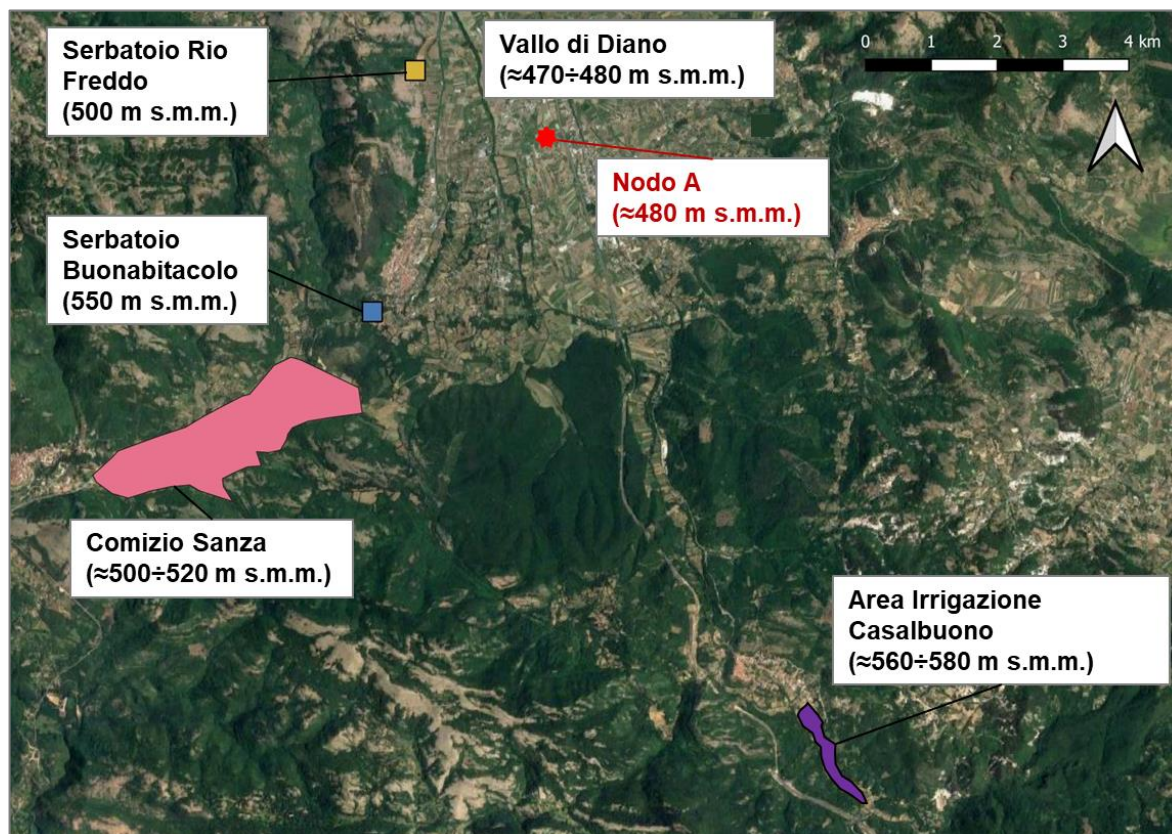 Serbatoio Rio
Freddo
(500 m s.m.m.)
Vallo di Diano
(≈470÷480 m s.m.m.)
0 1 2 3 4 km
Nodo A
(≈480 m s.m.m.)
Serbatoio
Buonabitacolo
(550 m s.m.m.)
Comizio Sanza
(≈500÷520 m s.m.m.)
Area Irrigazione
Casalbuono
(≈560÷580 m s.m.m.)